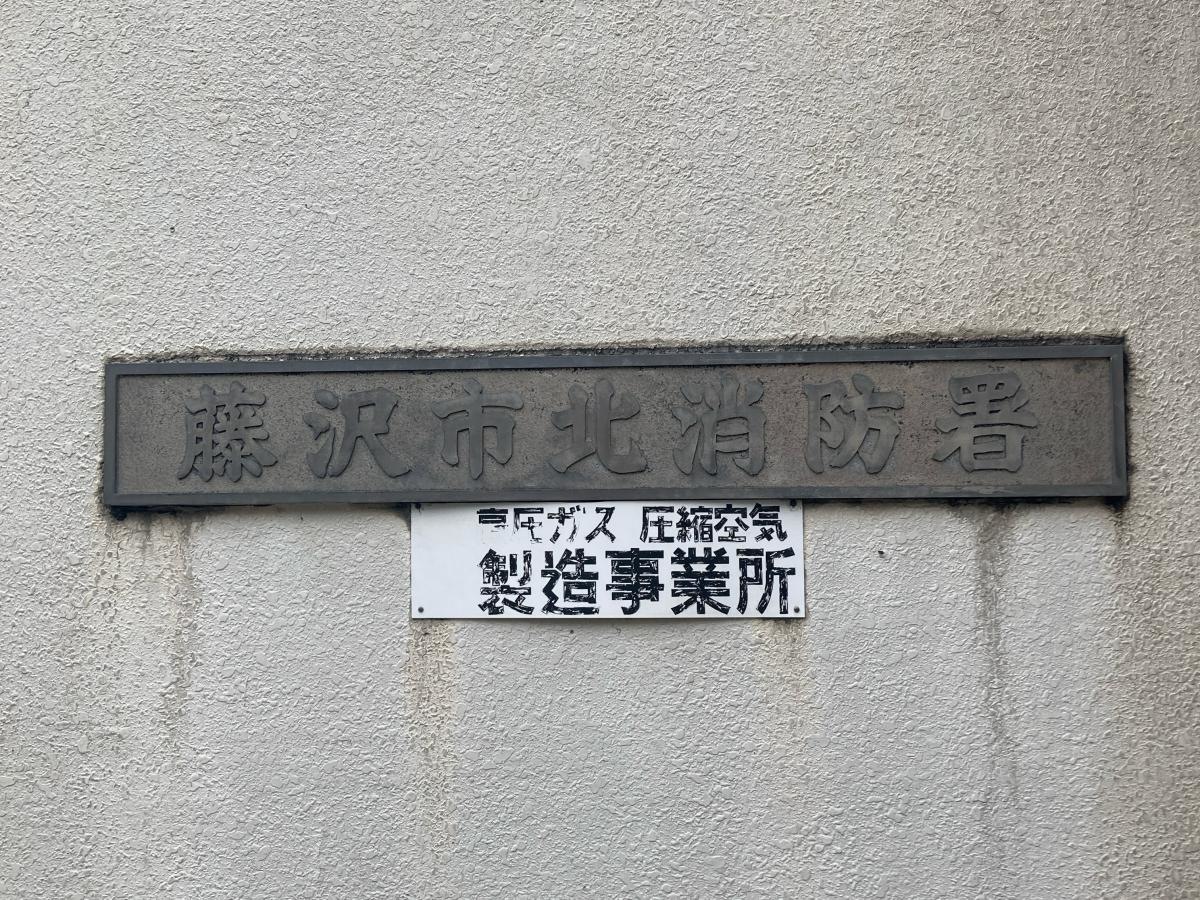 藤沢市北消防署
高圧ガス 圧縮空気
製造事業所